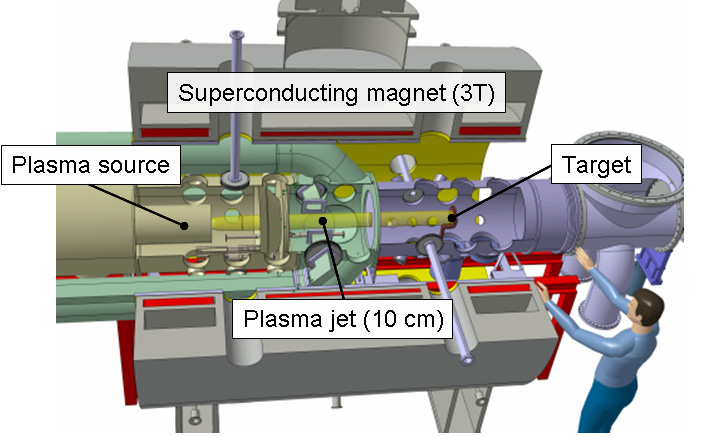 Superconducting magnet (3T)
Plasma source
Target
Plasma jet (10 cm)